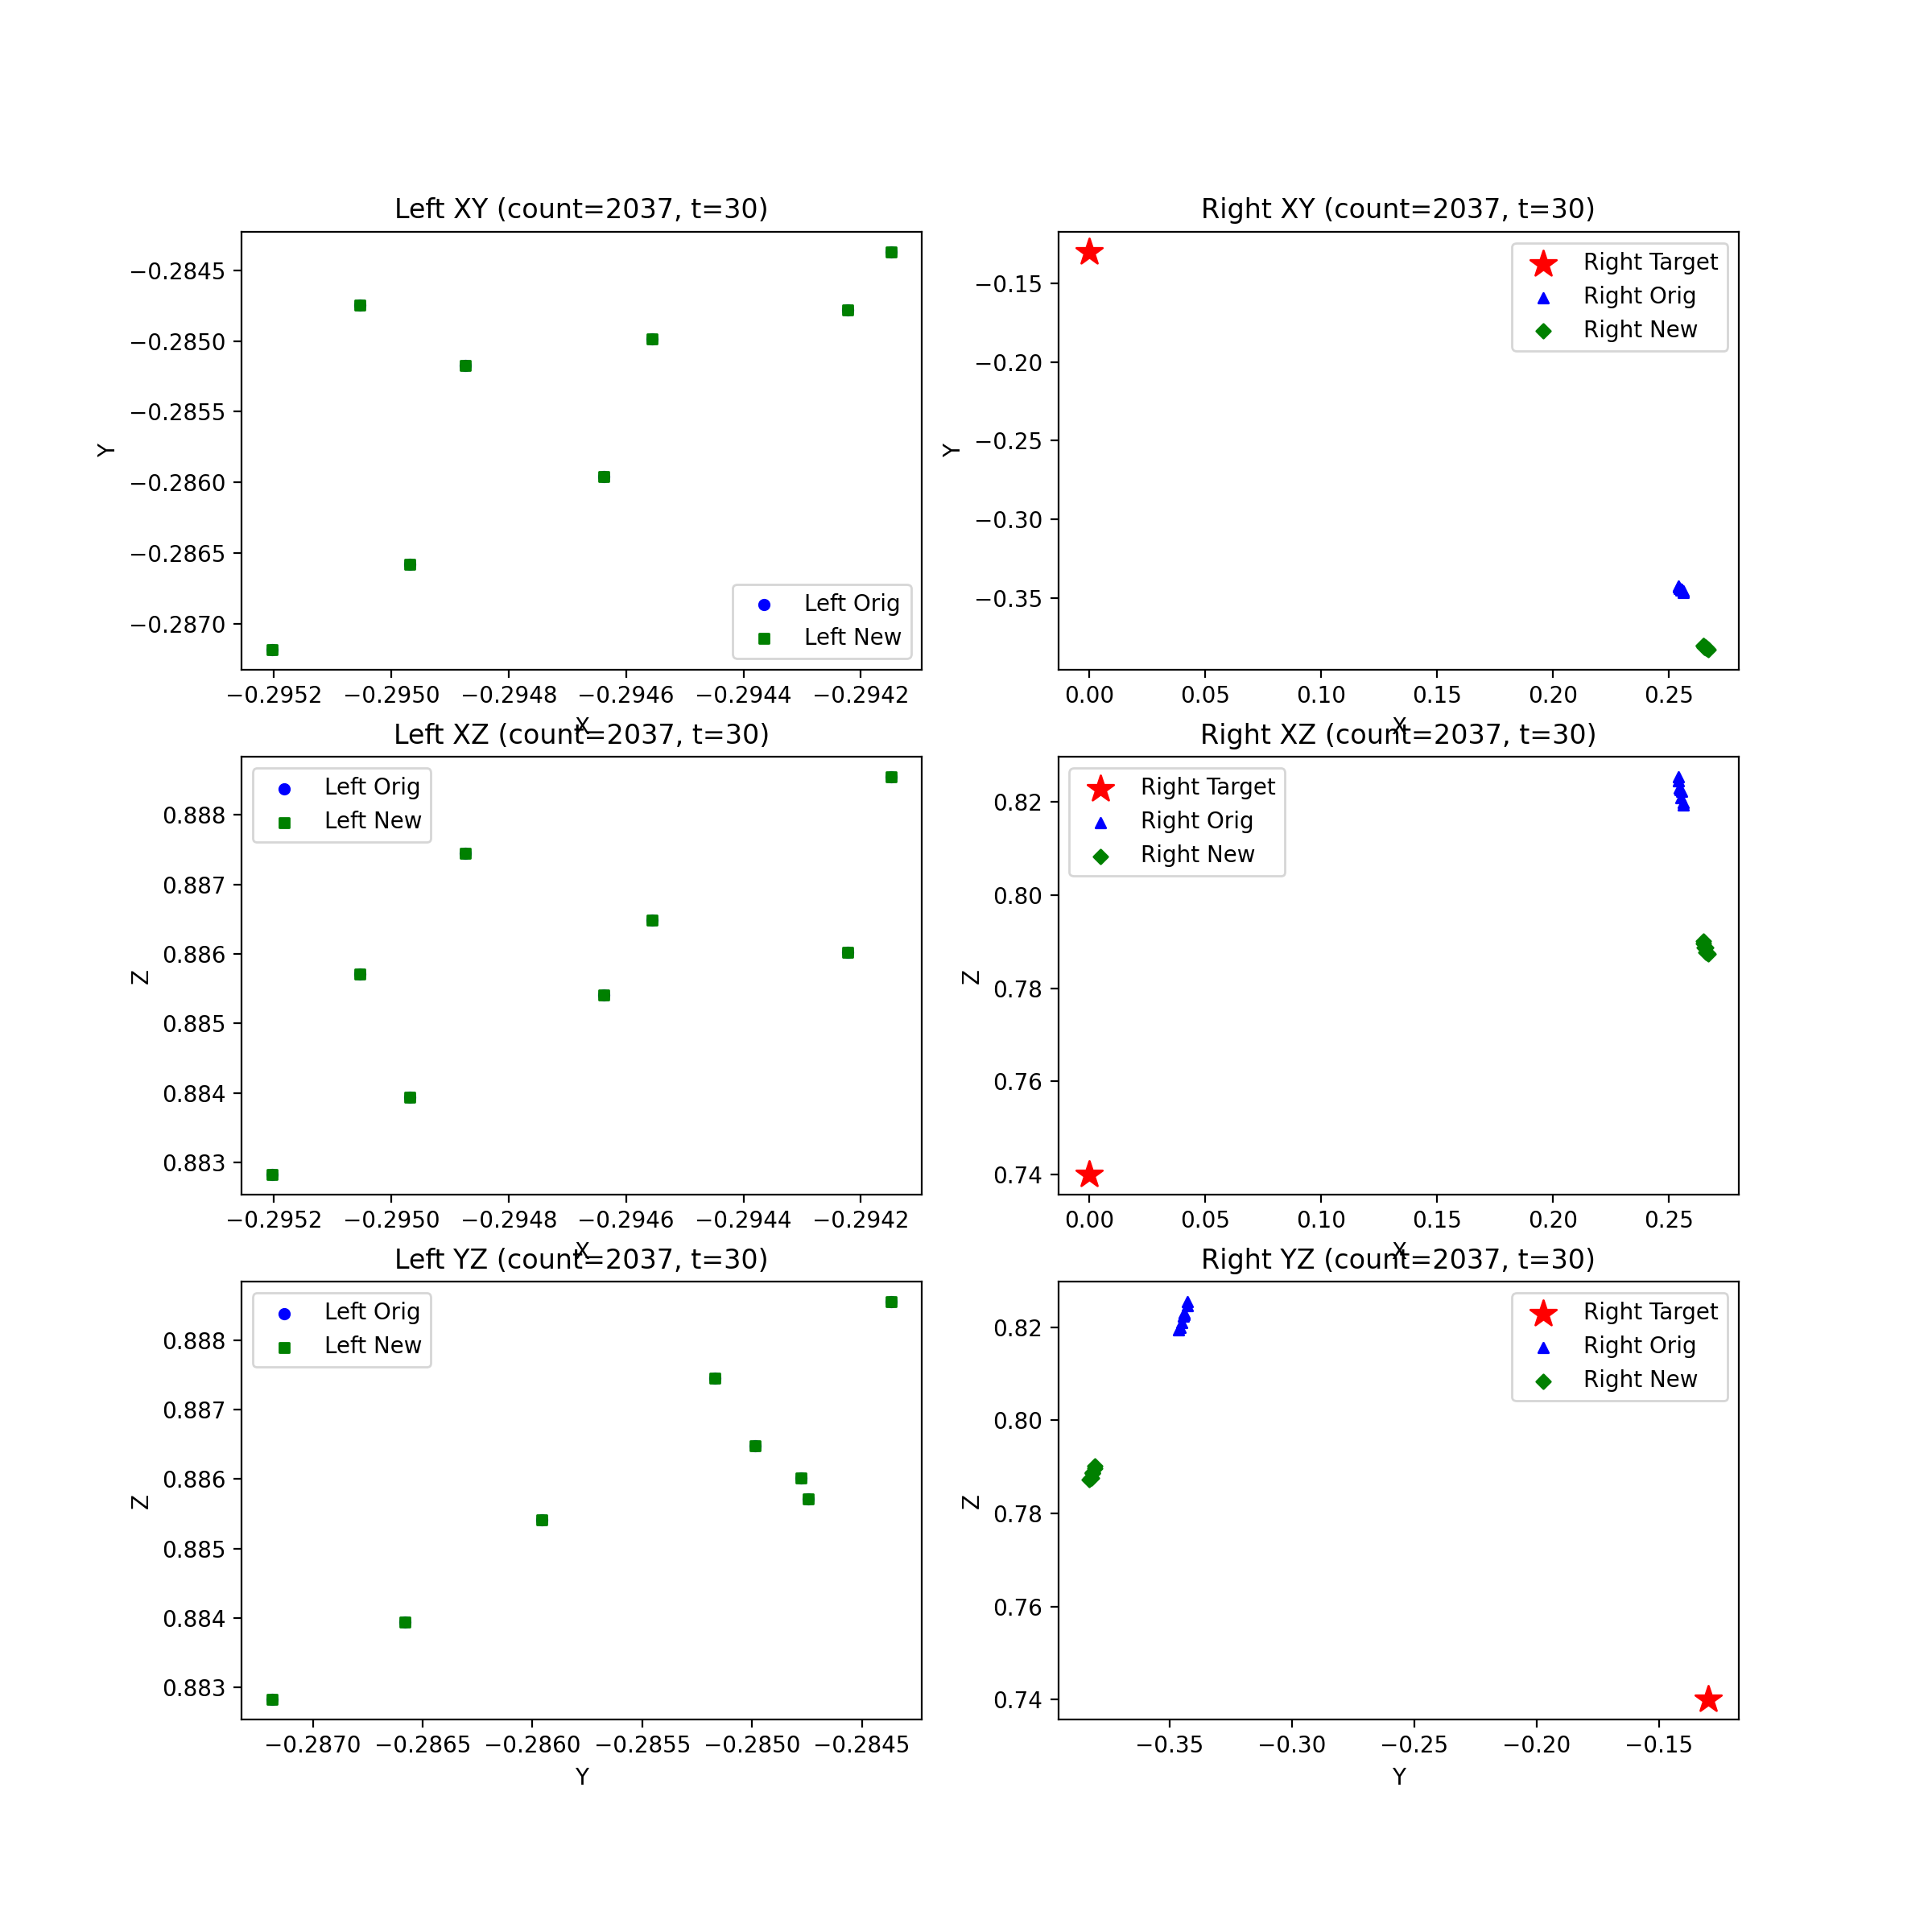 Left XY (count=2037, t=30)
Y
−0.2845
−0.2850
−0.2855
−0.2860
−0.2865
−0.2870
Left Orig
Left New
−0.2952 −0.2950 −0.2948 −0.2946 −0.2944 −0.2942
X
Right XY (count=2037, t=30)
Y
−0.15
−0.20
−0.25
−0.30
−0.35
Right Target
Right Orig
Right New
0.00 0.05 0.10 0.15 0.20 0.25
X
Left XZ (count=2037, t=30)
Z
0.888
0.887
0.886
0.885
0.884
0.883
Left Orig
Left New
−0.2952 −0.2950 −0.2948 −0.2946 −0.2944 −0.2942
X
Right XZ (count=2037, t=30)
Z
0.82
0.80
0.78
0.76
0.74
Right Target
Right Orig
Right New
0.00 0.05 0.10 0.15 0.20 0.25
X
Left YZ (count=2037, t=30)
Z
0.888
0.887
0.886
0.885
0.884
0.883
Left Orig
Left New
−0.2870 −0.2865 −0.2860 −0.2855 −0.2850 −0.2845
Y
Right YZ (count=2037, t=30)
Z
0.82
0.80
0.78
0.76
0.74
Right Target
Right Orig
Right New
−0.35 −0.30 −0.25 −0.20 −0.15
Y